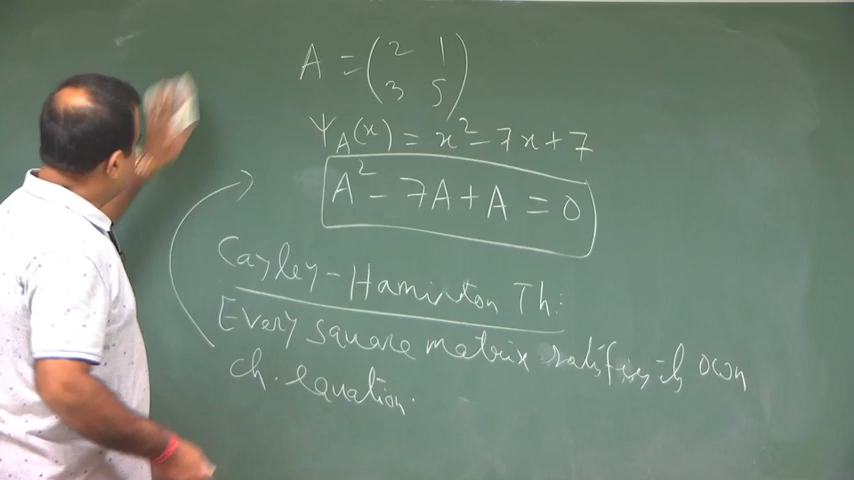 A = (2 1
3 5)
Ψ_A(x) = x² - 7x + 7
A² - 7A + A = 0
Cayley-Haminton Th:
Every square matrix satisfies its own
ch. equation.